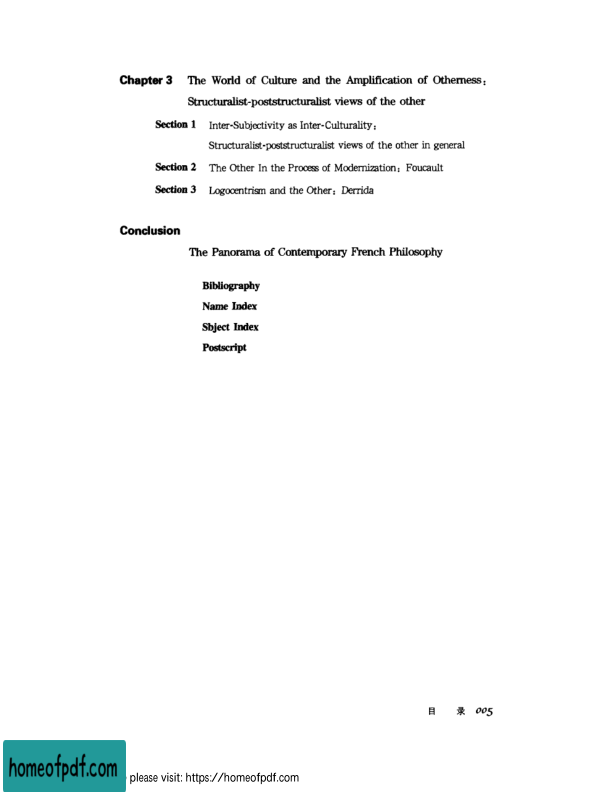 Chapter 3 The World of Culture and the Amplification of Otherness:
Structuralist-poststructuralist views of the other
Section 1 Inter-Subjectivity as Inter-Culturality:
Structuralist-poststructuralist views of the other in general
Section 2 The Other In the Process of Modernization: Foucault
Section 3 Logocentrism and the Other: Derrida
Conclusion
The Panorama of Contemporary French Philosophy
Bibliography
Name Index
Sbject Index
Postscript
目 录 005
homeofpdf.com
please visit: https://homeofpdf.com